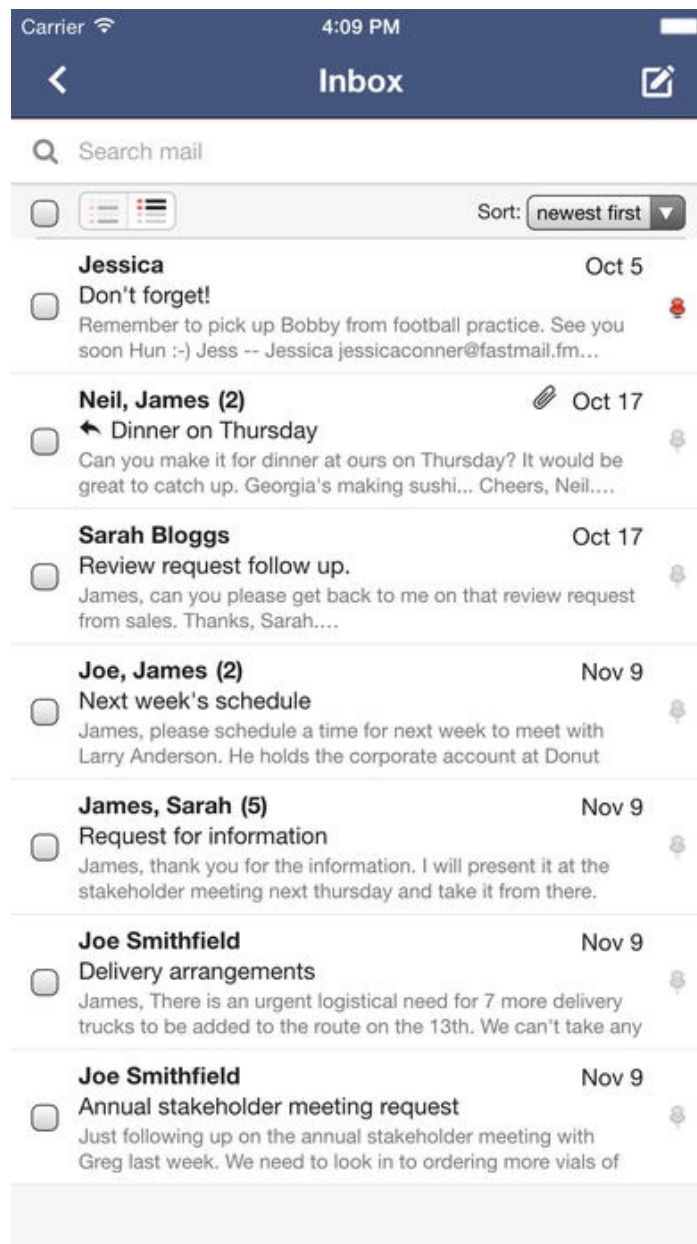 Carrier 4:09 PM
Inbox
Search mail
Sort: newest first
Jessica Oct 5
Don't forget!
Remember to pick up Bobby from football practice. See you
soon Hun :-) Jess -- Jessica jessicaconner@fastmail.fm...
Neil, James (2) Oct 17
Dinner on Thursday
Can you make it for dinner at ours on Thursday? It would be
great to catch up. Georgia's making sushi... Cheers, Neil....
Sarah Bloggs Oct 17
Review request follow up.
James, can you please get back to me on that review request
from sales. Thanks, Sarah....
Joe, James (2) Nov 9
Next week's schedule
James, please schedule a time for next week to meet with
Larry Anderson. He holds the corporate account at Donut
James, Sarah (5) Nov 9
Request for information
James, thank you for the information. I will present it at the
stakeholder meeting next thursday and take it from there.
Joe Smithfield Nov 9
Delivery arrangements
James, There is an urgent logistical need for 7 more delivery
trucks to be added to the route on the 13th. We can't take any
Joe Smithfield Nov 9
Annual stakeholder meeting request
Just following up on the annual stakeholder meeting with
Greg last week. We need to look in to ordering more vials of